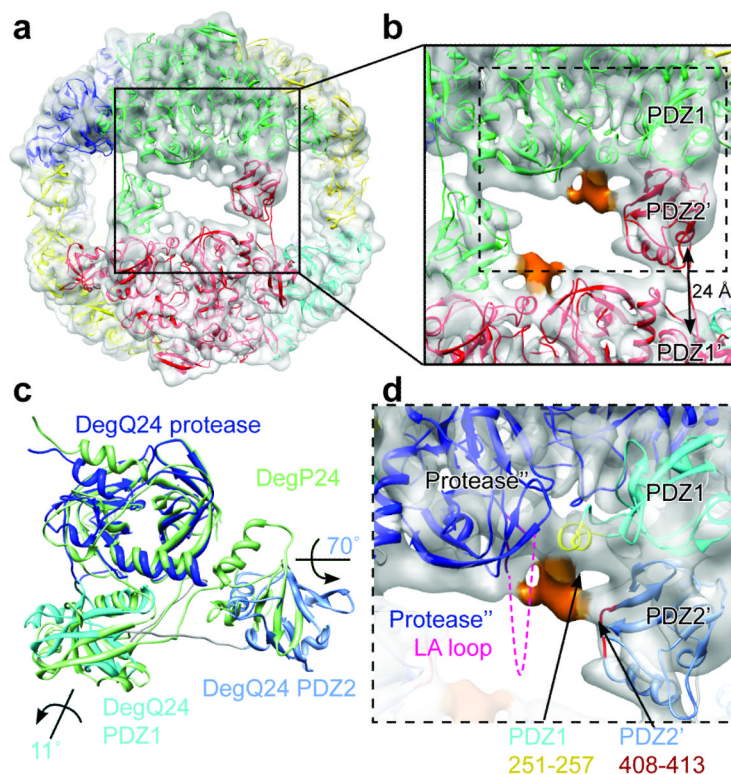 a
b
PDZ1
PDZ2'
24 Å
PDZ1'
c
DegQ24 protease
DegP24
70°
DegQ24 PDZ2
DegQ24
PDZ1
11°
d
Protease''
PDZ1
Protease''
LA loop
PDZ2'
PDZ1
251-257
PDZ2'
408-413